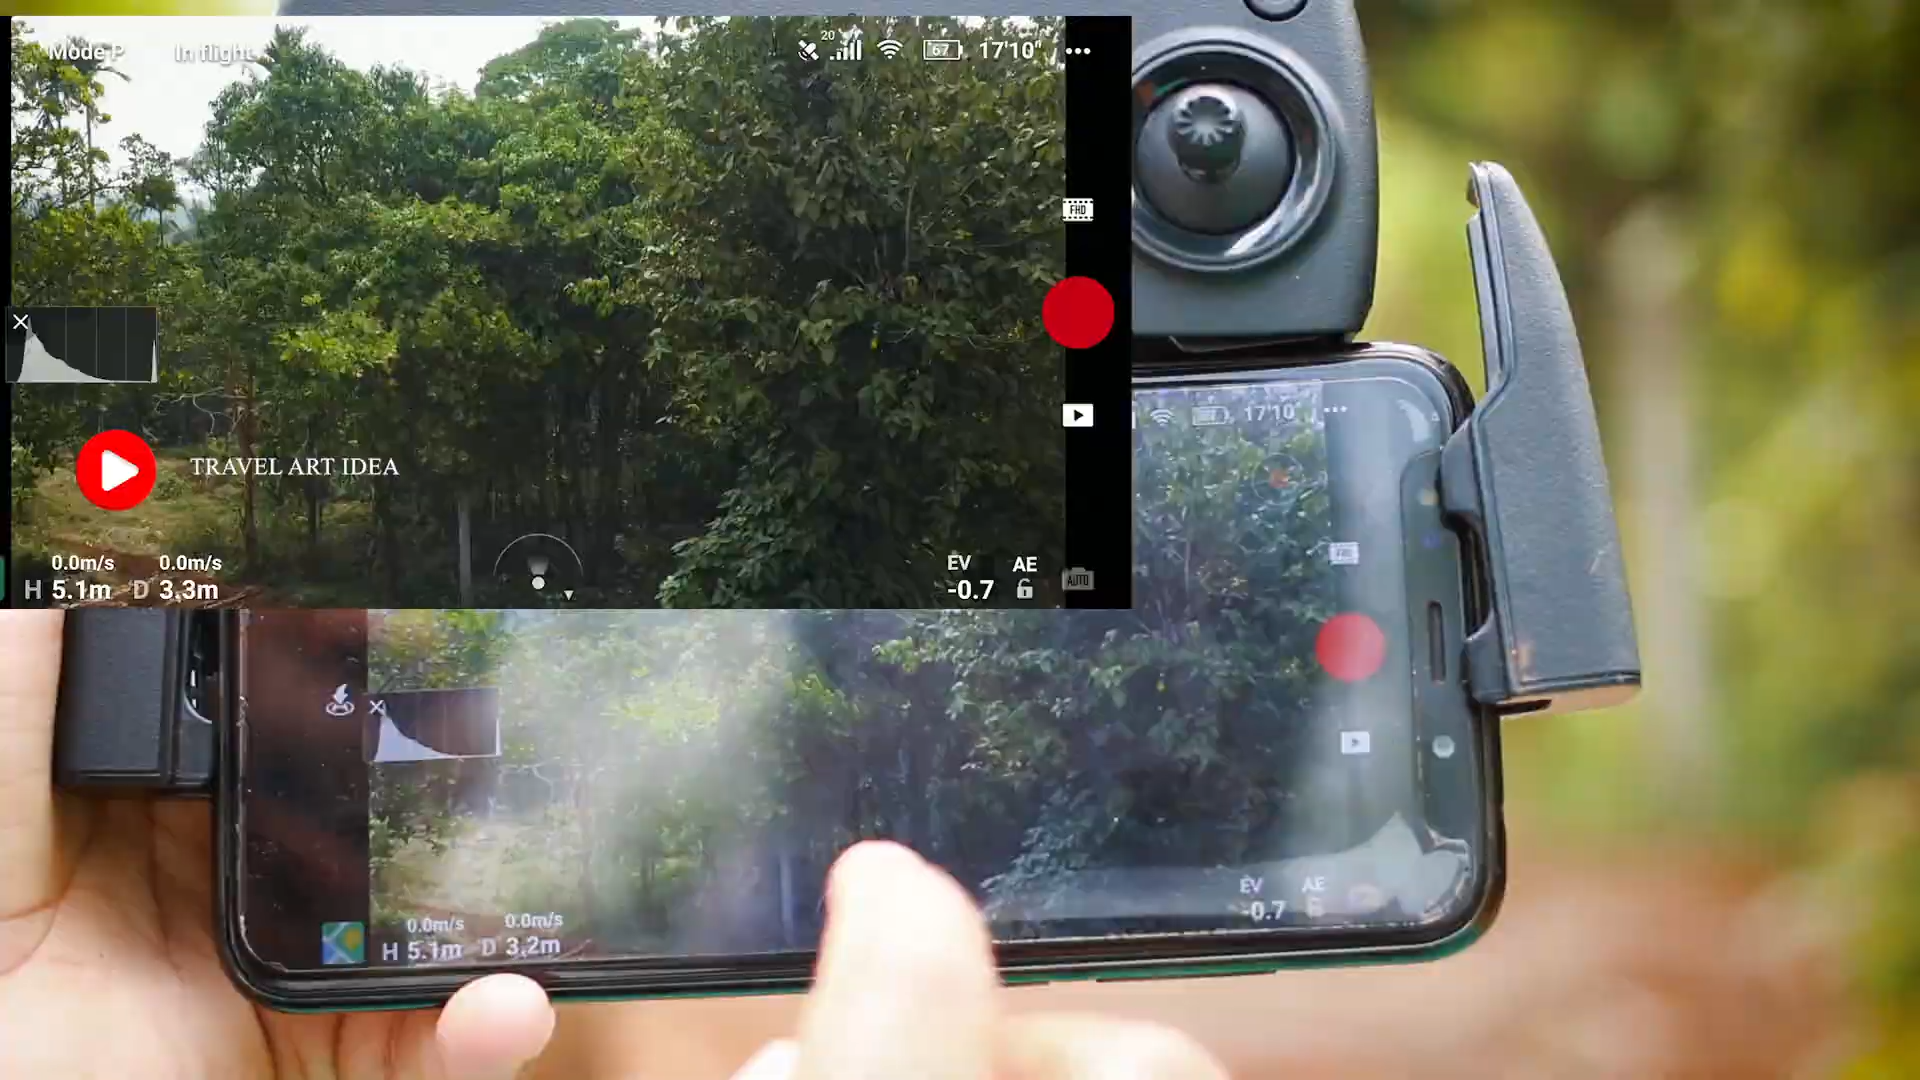 Mode P In flight 20 67 17'10"
FHD
TRAVEL ART IDEA
0.0m/s 0.0m/s
H 5.1m D 3.3m
EV AE
-0.7
AUTO
17'10"
0.0m/s 0.0m/s
H 5.1m D 3.2m
EV AE
-0.7